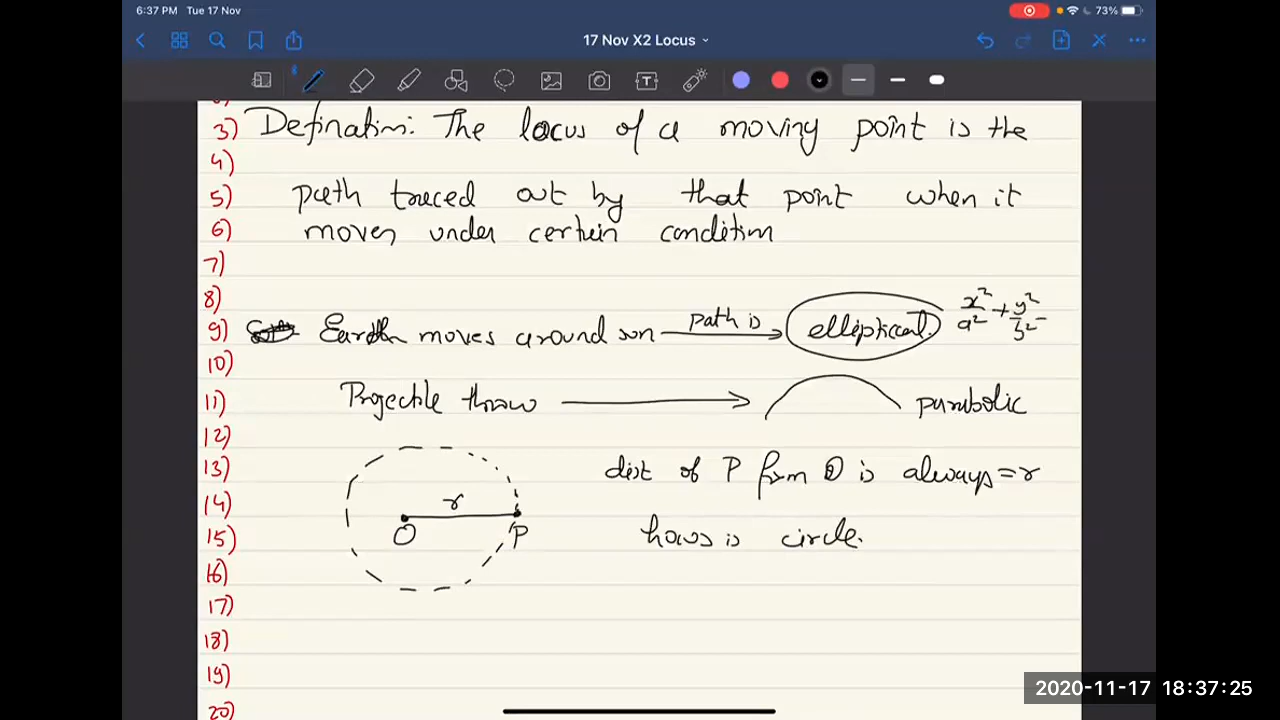 6:37 PM Tue 17 Nov 73%
17 Nov X2 Locus
3) Defination: The locus of a moving point is the
4)
5) path traced out by that point when it
6) moves under certain condition
7)
8)
9) Earth moves around sun path is elliptical x²/a² + y²/b² -
10)
11) Projectile throw parabolic
12)
13) dist of P from O is always = r
14) r
15) O P is circle.
16)
17)
18)
19)
20)
2020-11-17 18:37:25